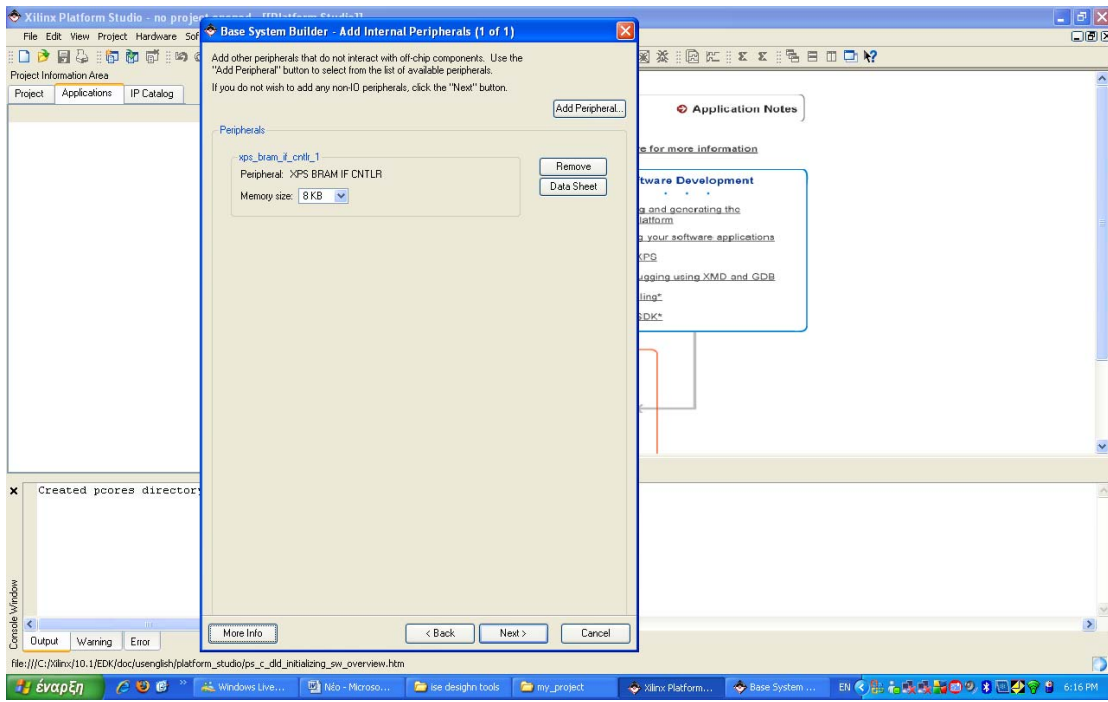 Xilinx Platform Studio - no project opened - [[Platform Studio]]
File Edit View Project Hardware
Project Information Area
Project Applications IP Catalog
Base System Builder - Add Internal Peripherals (1 of 1)
Add other peripherals that do not interact with off-chip components. Use the
"Add Peripheral" button to select from the list of available peripherals.
If you do not wish to add any non-IO peripherals, click the "Next" button.
Add Peripheral...
Peripherals
xps_bram_if_cntlr_1
Peripheral: XPS BRAM IF CNTLR
Memory size: 8 KB
Remove
Data Sheet
More Info
< Back
Next >
Cancel
Application Notes
for more information
tware Development
g and generating the
latform
g your software applications
XPS
ugging using XMD and GDB
ling*
SDK*
Created pcores directory
Console Window
Output Warning Error
file:///C:/Xilinx/10.1/EDK/doc/usenglish/platform_studio/ps_c_dld_initializing_sw_overview.htm
έναρξη
Windows Live...
Νέο - Microso...
ise desighn tools
my_project
Xilinx Platform...
Base System ...
EN
6:16 PM